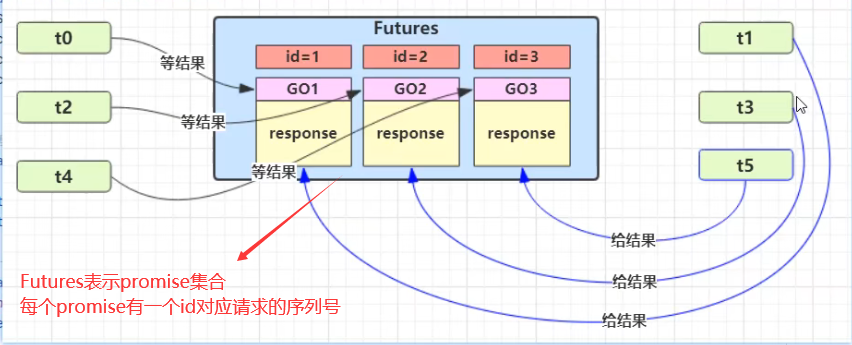 t0
t2
t4
Futures
id=1
id=2
id=3
GO1
GO2
GO3
response
response
response
t1
t3
t5
等结果
等结果
等结果
给结果
给结果
给结果
Futures表示promise集合
每个promise有一个id对应请求的序列号